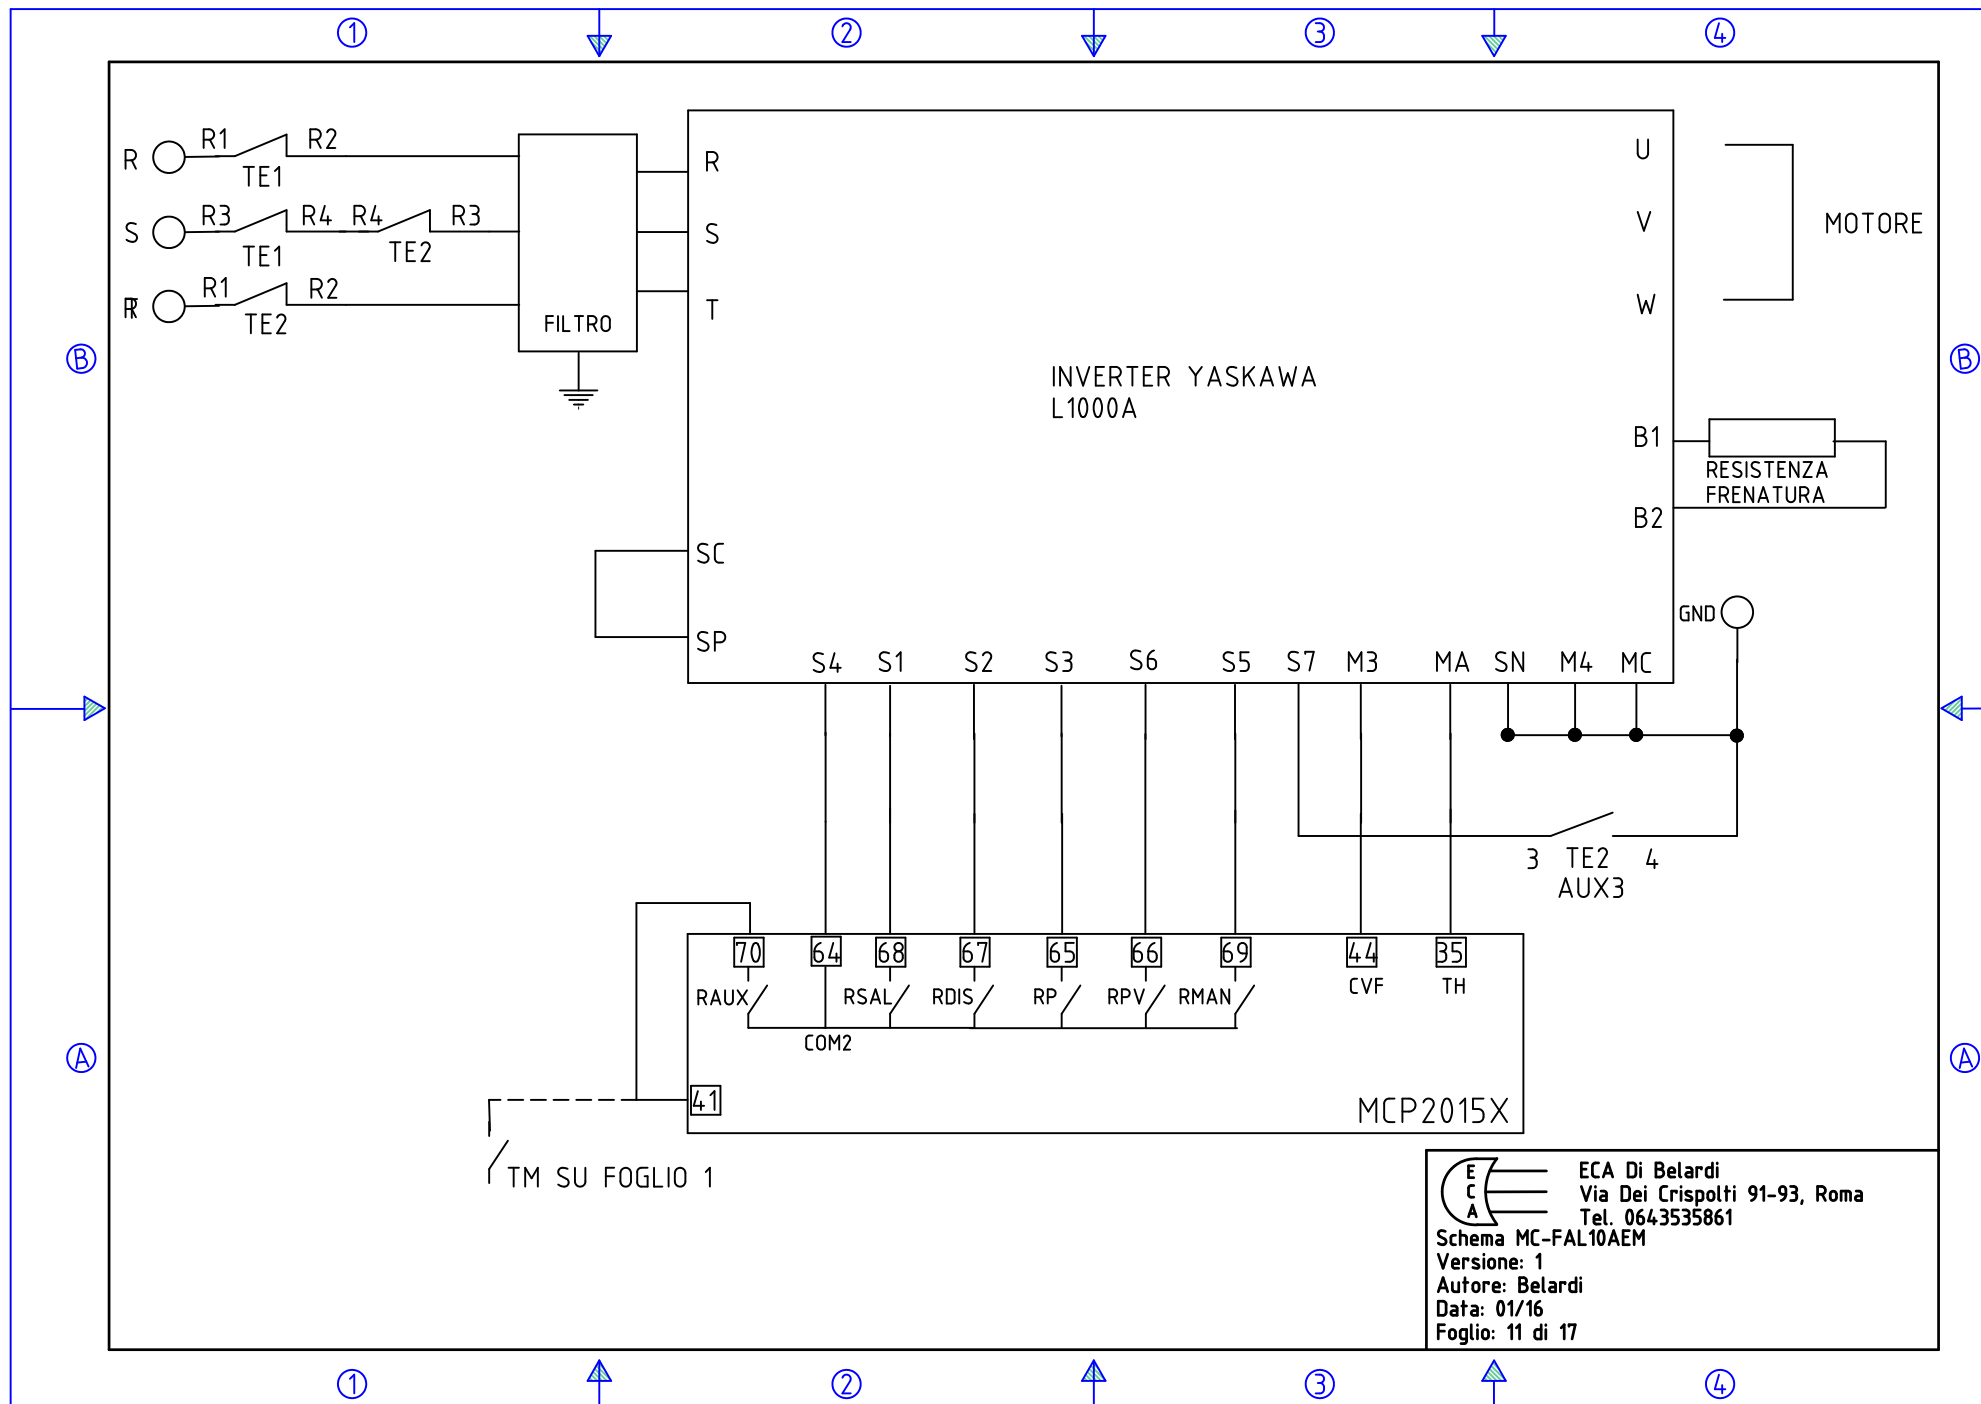 1 2 3 4
R R1 R2
TE1
S R3 R4 R4 R3
TE1 TE2
R1 R2
TE2
FILTRO
R
S
T
U
V
W
MOTORE
INVERTER YASKAWA
L1000A
B B
B1
RESISTENZA
FRENATURA
B2
SC
SP
GND
S4 S1 S2 S3 S6 S5 S7 M3 MA SN M4 MC
3 TE2 4
AUX3
70 64 68 67 65 66 69 44 35
RAUX RSAL RDIS RP RPV RMAN CVF TH
COM2
A A
41
MCP2015X
TM SU FOGLIO 1
E
C
A
ECA Di Belardi
Via Dei Crispolti 91-93, Roma
Tel. 0643535861
Schema MC-FAL10AEM
Versione: 1
Autore: Belardi
Data: 01/16
Foglio: 11 di 17
1 2 3 4